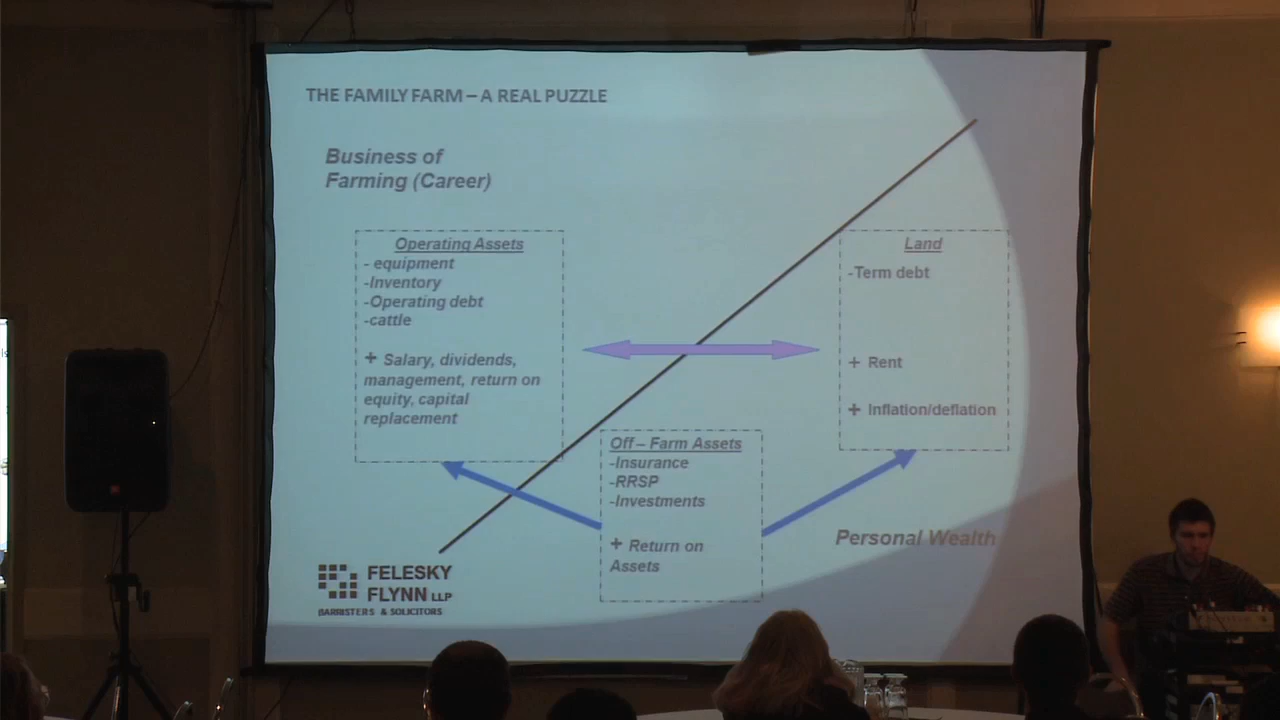 THE FAMILY FARM – A REAL PUZZLE
Business of
Farming (Career)
Operating Assets
- equipment
-Inventory
-Operating debt
-cattle
+ Salary, dividends,
management, return on
equity, capital
replacement
Land
-Term debt
+ Rent
+ Inflation/deflation
Off – Farm Assets
-Insurance
-RRSP
-Investments
+ Return on
Assets
Personal Wealth
FELESKY
FLYNN LLP
BARRISTERS & SOLICITORS